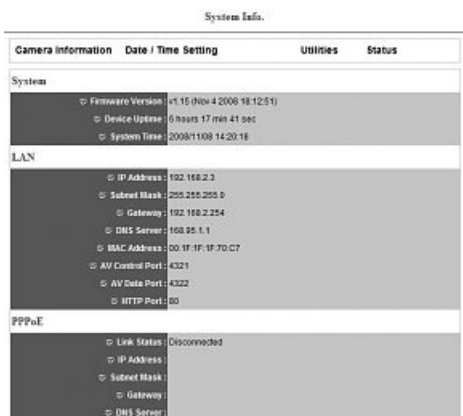 System Info.
Camera Information Date / Time Setting Utilities Status
System
Firmware Version : v1.15 (Nov 4 2008 18:12:51)
Device Uptime : 6 hours 17 min 41 sec
System Time : 2008/11/08 14:20:18
LAN
IP Address : 192.168.2.3
Subnet Mask : 255.255.255.0
Gateway : 192.168.2.254
DNS Server : 168.95.1.1
MAC Address : 00:1F:1F:1F:70:C7
AV Control Port : 4321
AV Data Port : 4322
HTTP Port : 80
PPPoE
Link Status : Disconnected
IP Address :
Subnet Mask :
Gateway :
DNS Server :